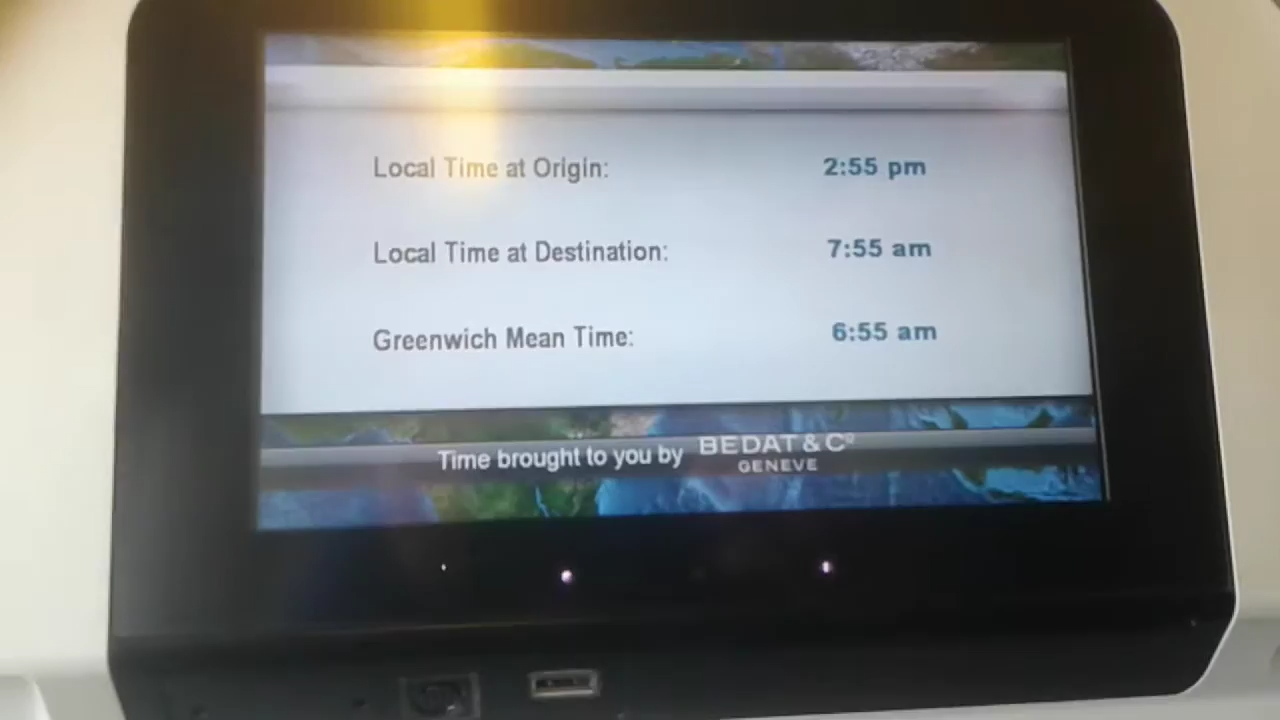 Local Time at Origin: 2:55 pm
Local Time at Destination: 7:55 am
Greenwich Mean Time: 6:55 am
Time brought to you by BEDAT & Cº
GENEVE